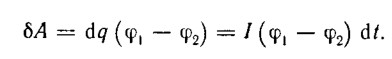 δA = dq (φ₁ − φ₂) = I (φ₁ − φ₂) dt.